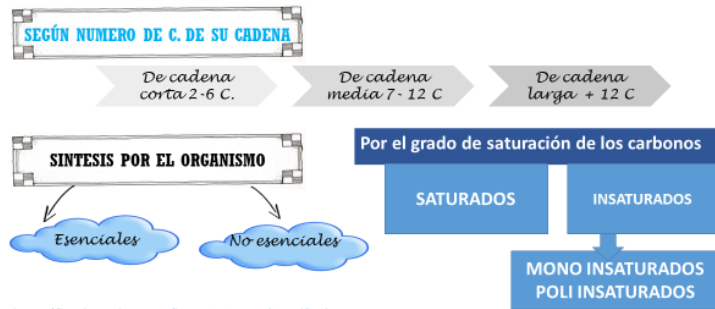 SEGÚN NUMERO DE C. DE SU CADENA
De cadena
corta 2-6 C.
De cadena
media 7- 12 C
De cadena
larga + 12 C
SINTESIS POR EL ORGANISMO
Esenciales
No esenciales
Por el grado de saturación de los carbonos
SATURADOS
INSATURADOS
MONO INSATURADOS
POLI INSATURADOS